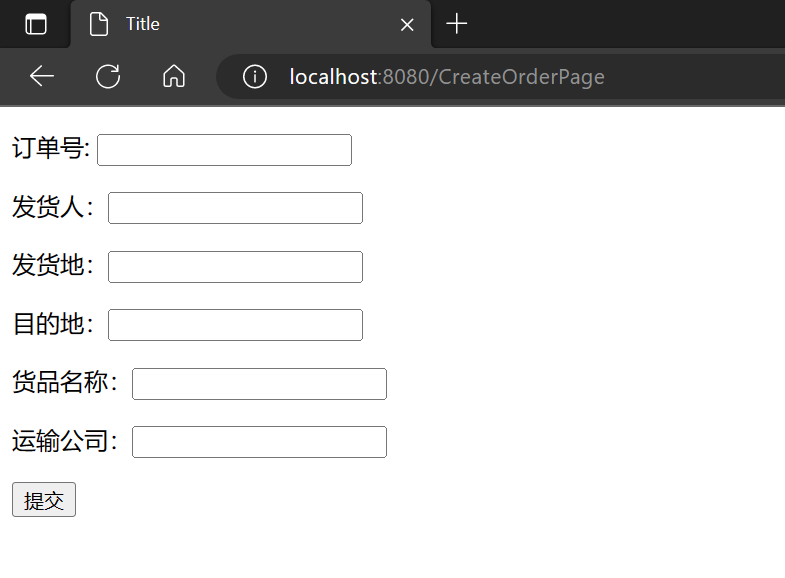 Title
localhost:8080/CreateOrderPage
订单号:
发货人：
发货地：
目的地：
货品名称：
运输公司：
提交